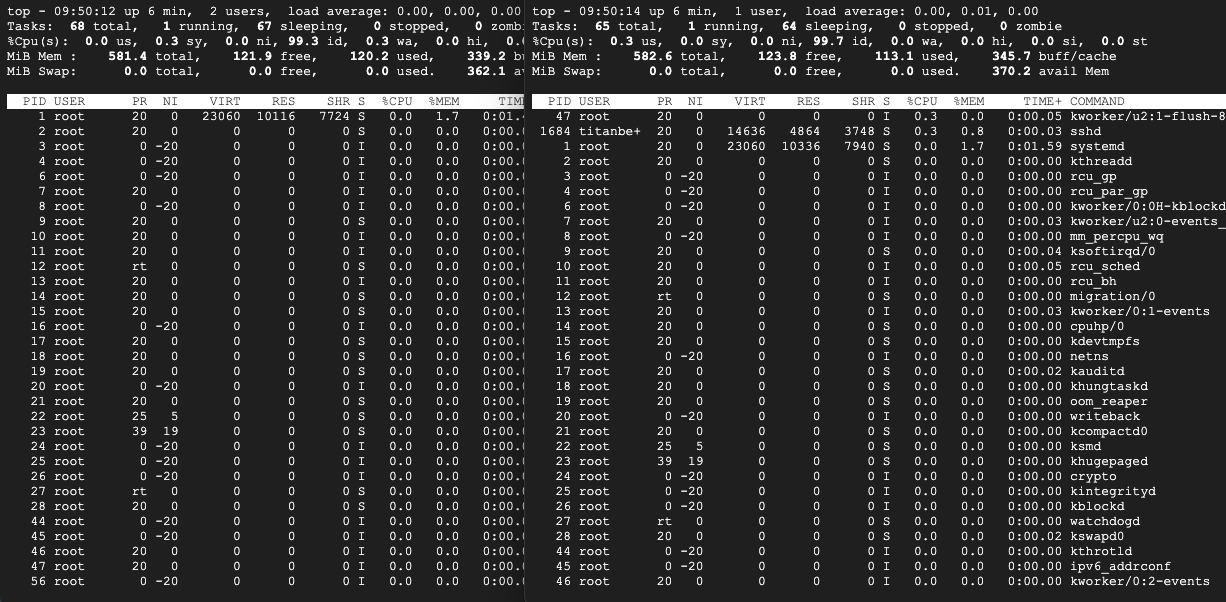 top - 09:50:12 up 6 min,  2 users,  load average: 0.00, 0.00, 0.00
Tasks:  68 total,   1 running,  67 sleeping,   0 stopped,   0 zombi
%Cpu(s):  0.0 us,  0.3 sy,  0.0 ni, 99.3 id,  0.3 wa,  0.0 hi,  0.
MiB Mem :    581.4 total,    121.9 free,    120.2 used,    339.2 b
MiB Swap:      0.0 total,      0.0 free,      0.0 used.    362.1 av
PID USER PR NI VIRT RES SHR S %CPU %MEM TIME
1 root 20 0 23060 10116 7724 S 0.0 1.7 0:01.
2 root 20 0 0 0 0 S 0.0 0.0 0:00.
3 root 0 -20 0 0 0 I 0.0 0.0 0:00.
4 root 0 -20 0 0 0 I 0.0 0.0 0:00.
6 root 0 -20 0 0 0 I 0.0 0.0 0:00.
7 root 20 0 0 0 0 I 0.0 0.0 0:00.
8 root 0 -20 0 0 0 I 0.0 0.0 0:00.
9 root 20 0 0 0 0 S 0.0 0.0 0:00.
10 root 20 0 0 0 0 I 0.0 0.0 0:00.
11 root 20 0 0 0 0 I 0.0 0.0 0:00.
12 root rt 0 0 0 0 S 0.0 0.0 0:00.
13 root 20 0 0 0 0 I 0.0 0.0 0:00.
14 root 20 0 0 0 0 S 0.0 0.0 0:00.
15 root 20 0 0 0 0 S 0.0 0.0 0:00.
16 root 0 -20 0 0 0 I 0.0 0.0 0:00.
17 root 20 0 0 0 0 S 0.0 0.0 0:00.
18 root 20 0 0 0 0 S 0.0 0.0 0:00.
19 root 20 0 0 0 0 S 0.0 0.0 0:00.
20 root 0 -20 0 0 0 I 0.0 0.0 0:00.
21 root 20 0 0 0 0 S 0.0 0.0 0:00.
22 root 25 5 0 0 0 S 0.0 0.0 0:00.
23 root 39 19 0 0 0 S 0.0 0.0 0:00.
24 root 0 -20 0 0 0 I 0.0 0.0 0:00.
25 root 0 -20 0 0 0 I 0.0 0.0 0:00.
26 root 0 -20 0 0 0 I 0.0 0.0 0:00.
27 root rt 0 0 0 0 S 0.0 0.0 0:00.
28 root 20 0 0 0 0 S 0.0 0.0 0:00.
44 root 0 -20 0 0 0 I 0.0 0.0 0:00.
45 root 0 -20 0 0 0 I 0.0 0.0 0:00.
46 root 20 0 0 0 0 I 0.0 0.0 0:00.
47 root 20 0 0 0 0 I 0.0 0.0 0:00.
56 root 0 -20 0 0 0 I 0.0 0.0 0:00.
top - 09:50:14 up 6 min,  1 user,  load average: 0.00, 0.01, 0.00
Tasks:  65 total,   1 running,  64 sleeping,   0 stopped,   0 zombie
%Cpu(s):  0.3 us,  0.0 sy,  0.0 ni, 99.7 id,  0.0 wa,  0.0 hi,  0.0 si,  0.0 st
MiB Mem :    582.6 total,    123.8 free,    113.1 used,    345.7 buff/cache
MiB Swap:      0.0 total,      0.0 free,      0.0 used.    370.2 avail Mem
PID USER PR NI VIRT RES SHR S %CPU %MEM TIME+ COMMAND
47 root 20 0 0 0 0 I 0.3 0.0 0:00.05 kworker/u2:1-flush-8
1684 titanbe+ 20 0 14636 4864 3748 S 0.3 0.8 0:00.03 sshd
1 root 20 0 23060 10336 7940 S 0.0 1.7 0:01.59 systemd
2 root 20 0 0 0 0 S 0.0 0.0 0:00.00 kthreadd
3 root 0 -20 0 0 0 I 0.0 0.0 0:00.00 rcu_gp
4 root 0 -20 0 0 0 I 0.0 0.0 0:00.00 rcu_par_gp
6 root 0 -20 0 0 0 I 0.0 0.0 0:00.00 kworker/0:0H-kblockd
7 root 20 0 0 0 0 I 0.0 0.0 0:00.03 kworker/u2:0-events_
8 root 0 -20 0 0 0 I 0.0 0.0 0:00.00 mm_percpu_wq
9 root 20 0 0 0 0 S 0.0 0.0 0:00.04 ksoftirqd/0
10 root 20 0 0 0 0 I 0.0 0.0 0:00.05 rcu_sched
11 root 20 0 0 0 0 I 0.0 0.0 0:00.00 rcu_bh
12 root rt 0 0 0 0 S 0.0 0.0 0:00.00 migration/0
13 root 20 0 0 0 0 I 0.0 0.0 0:00.03 kworker/0:1-events
14 root 20 0 0 0 0 S 0.0 0.0 0:00.00 cpuhp/0
15 root 20 0 0 0 0 S 0.0 0.0 0:00.00 kdevtmpfs
16 root 0 -20 0 0 0 I 0.0 0.0 0:00.00 netns
17 root 20 0 0 0 0 S 0.0 0.0 0:00.02 kauditd
18 root 20 0 0 0 0 S 0.0 0.0 0:00.00 khungtaskd
19 root 20 0 0 0 0 S 0.0 0.0 0:00.00 oom_reaper
20 root 0 -20 0 0 0 I 0.0 0.0 0:00.00 writeback
21 root 20 0 0 0 0 S 0.0 0.0 0:00.00 kcompactd0
22 root 25 5 0 0 0 S 0.0 0.0 0:00.00 ksmd
23 root 39 19 0 0 0 S 0.0 0.0 0:00.00 khugepaged
24 root 0 -20 0 0 0 I 0.0 0.0 0:00.00 crypto
25 root 0 -20 0 0 0 I 0.0 0.0 0:00.00 kintegrityd
26 root 0 -20 0 0 0 I 0.0 0.0 0:00.00 kblockd
27 root rt 0 0 0 0 S 0.0 0.0 0:00.00 watchdogd
28 root 20 0 0 0 0 S 0.0 0.0 0:00.02 kswapd0
44 root 0 -20 0 0 0 I 0.0 0.0 0:00.00 kthrotld
45 root 0 -20 0 0 0 I 0.0 0.0 0:00.00 ipv6_addrconf
46 root 20 0 0 0 0 I 0.0 0.0 0:00.00 kworker/0:2-events